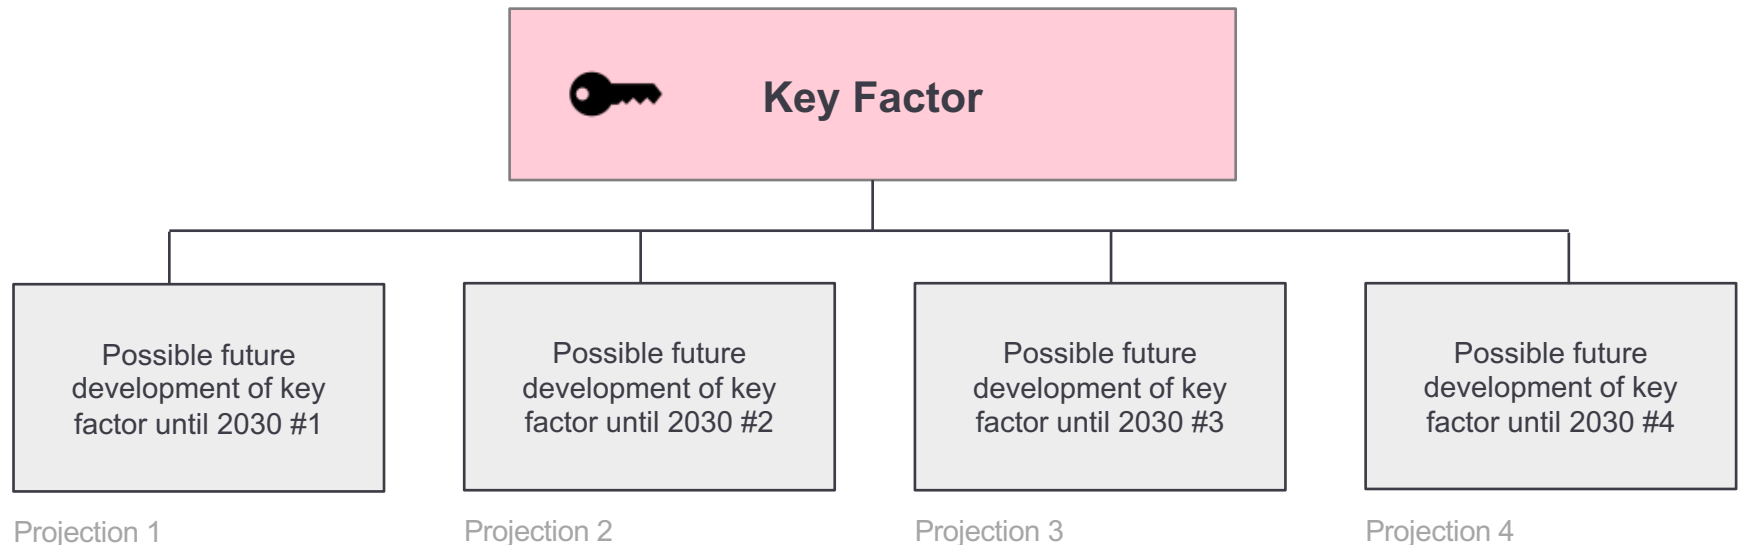 Key Factor
Possible future
development of key
factor until 2030 #1
Possible future
development of key
factor until 2030 #2
Possible future
development of key
factor until 2030 #3
Possible future
development of key
factor until 2030 #4
Projection 1
Projection 2
Projection 3
Projection 4